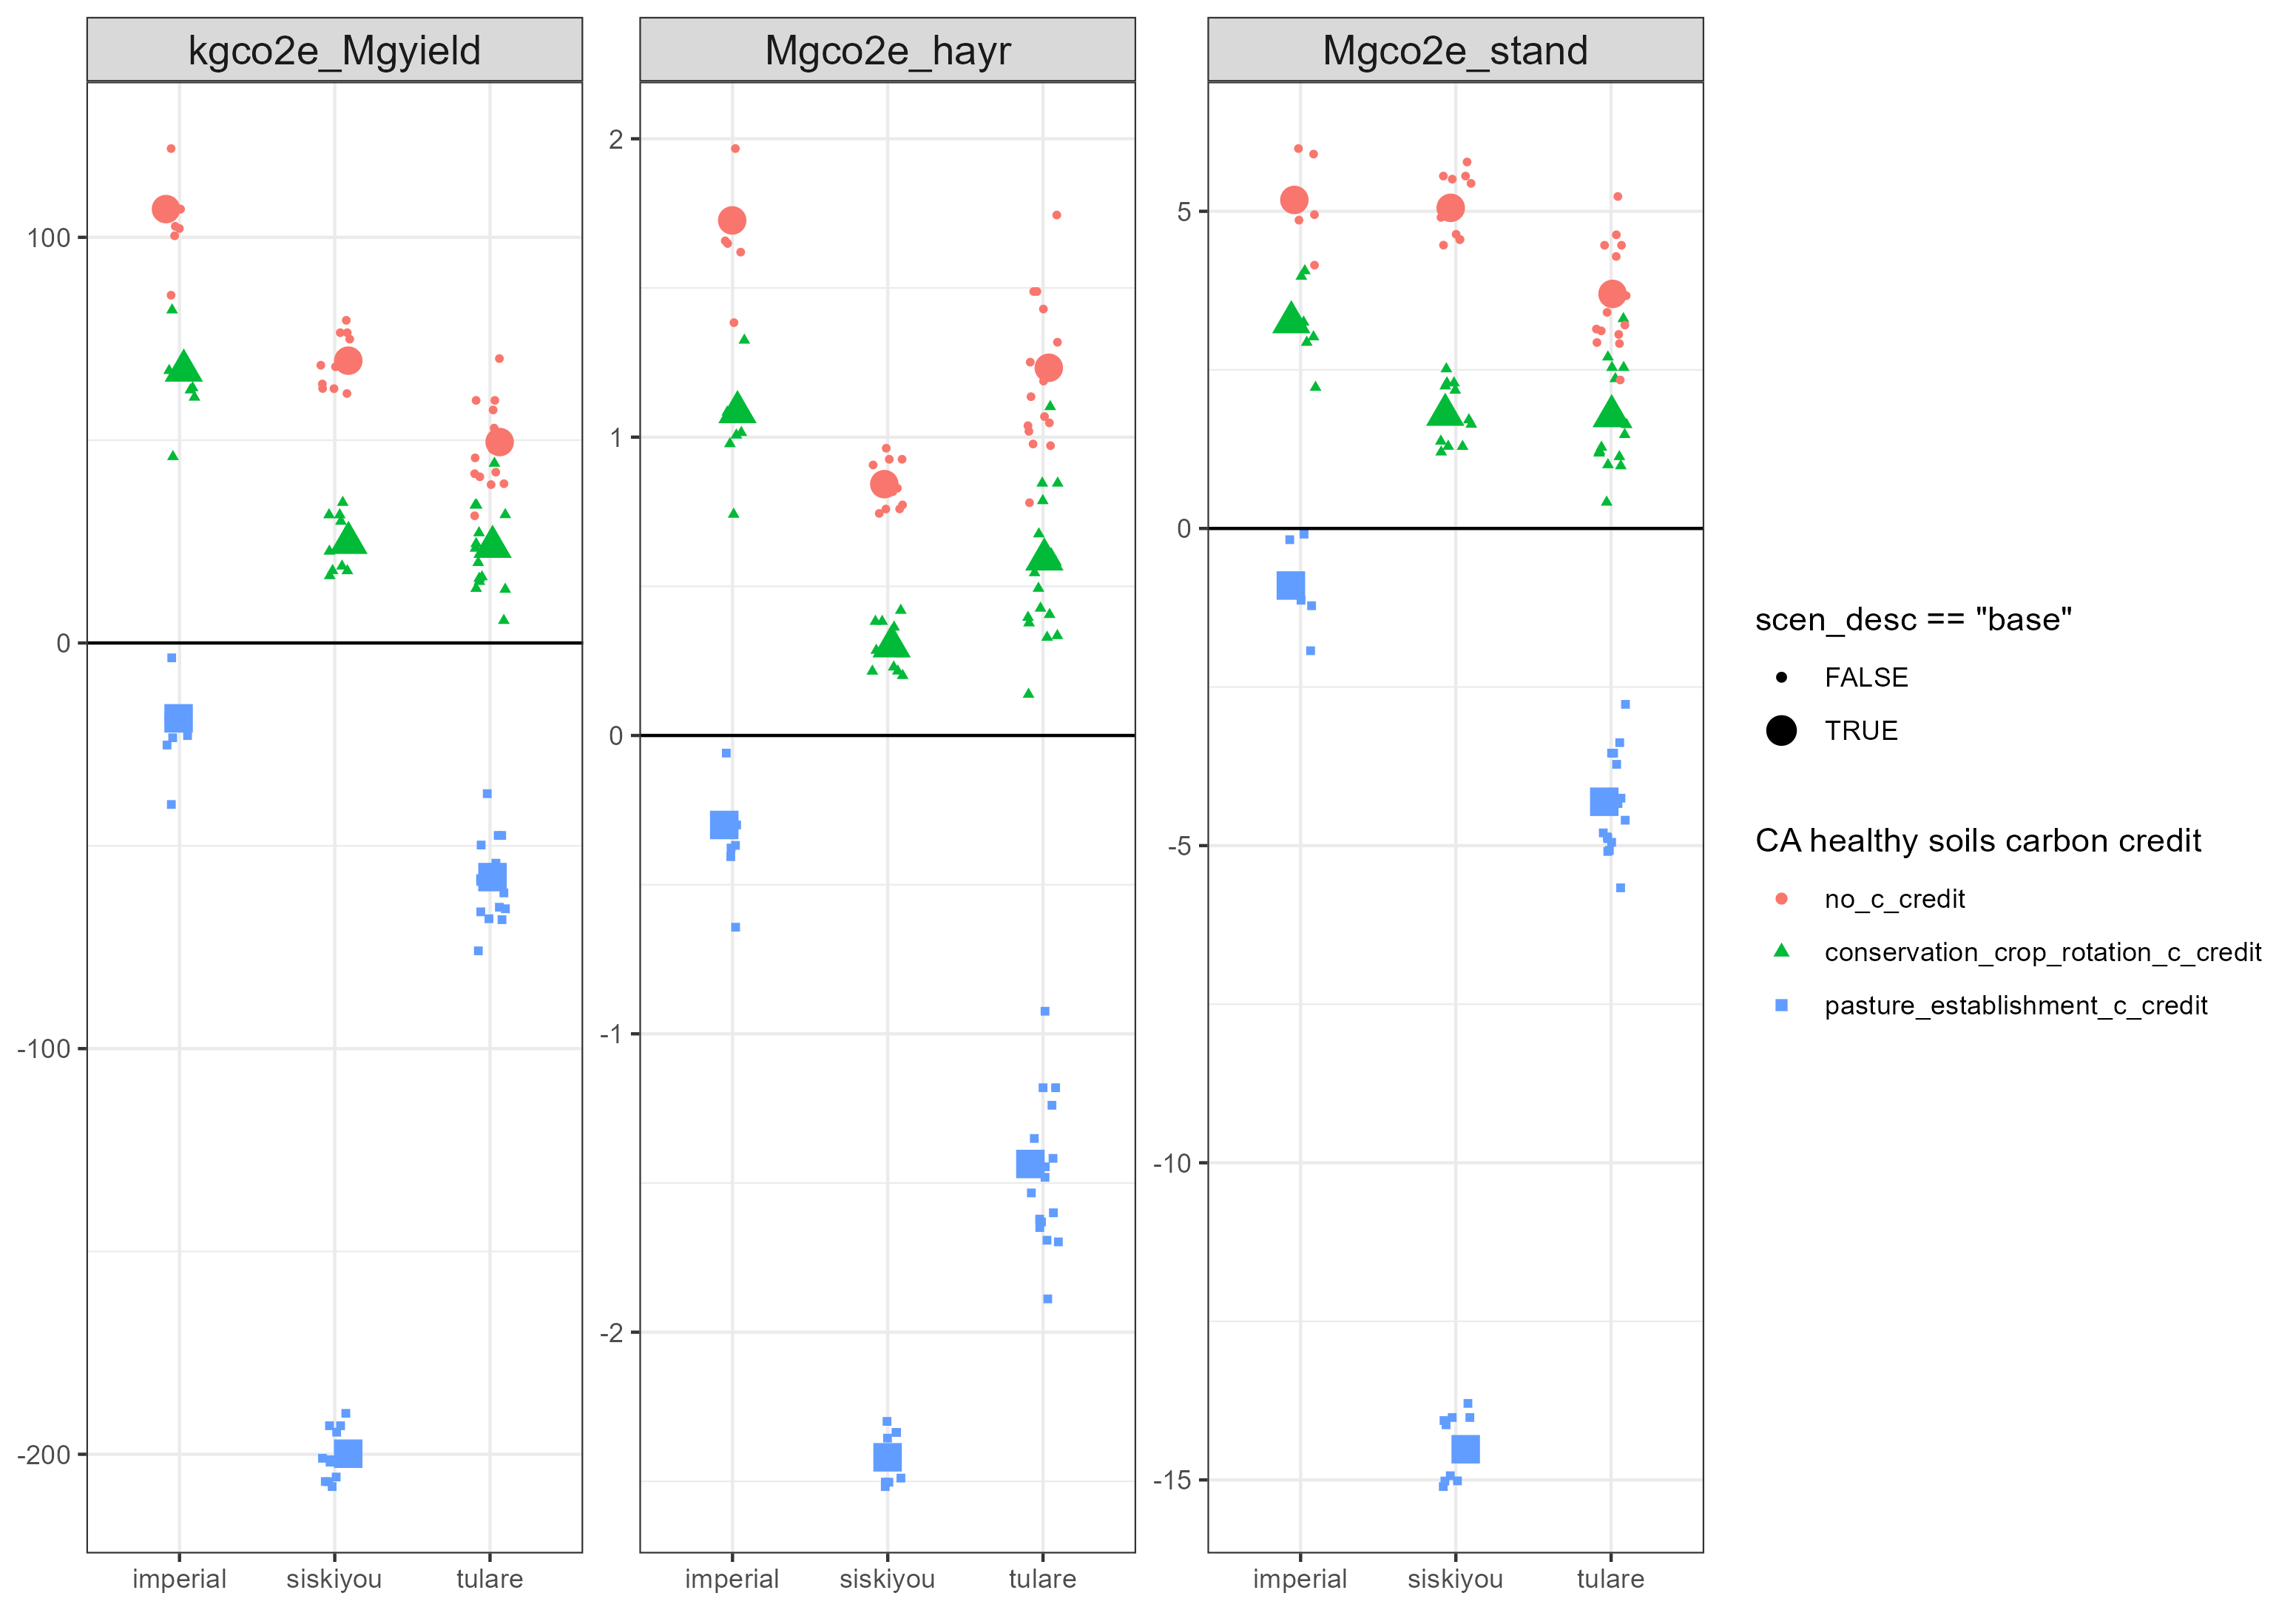 kgco2e_Mgyield
Mgco2e_hayr
Mgco2e_stand
100
0
-100
-200
2
1
0
-1
-2
5
0
-5
-10
-15
imperial
siskiyou
tulare
imperial
siskiyou
tulare
imperial
siskiyou
tulare
scen_desc == "base"
FALSE
TRUE
CA healthy soils carbon credit
no_c_credit
conservation_crop_rotation_c_credit
pasture_establishment_c_credit